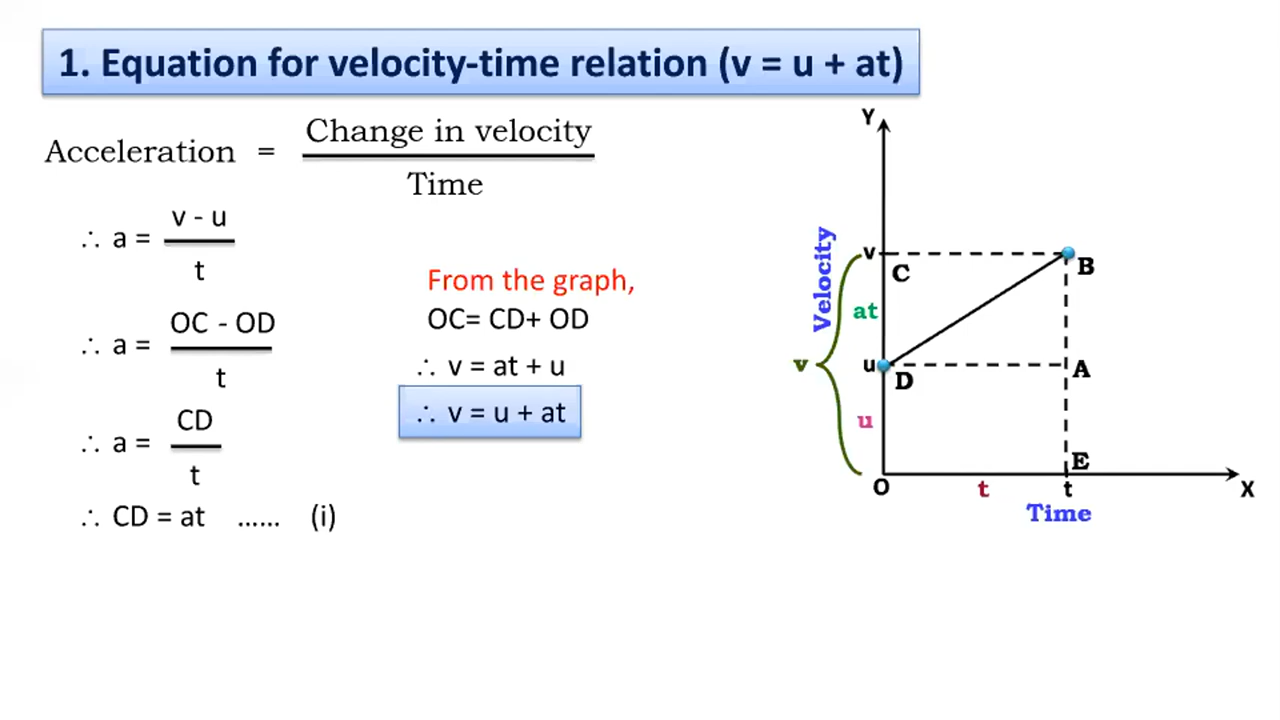 1. Equation for velocity-time relation (v = u + at)
Acceleration = Change in velocity
Time
∴ a = v - u
t
∴ a = OC - OD
t
∴ a = CD
t
∴ CD = at ...... (i)
From the graph,
OC= CD+ OD
∴ v = at + u
∴ v = u + at
Y
Velocity
v
C
B
at
v
u
D
A
u
E
O
t
t
X
Time